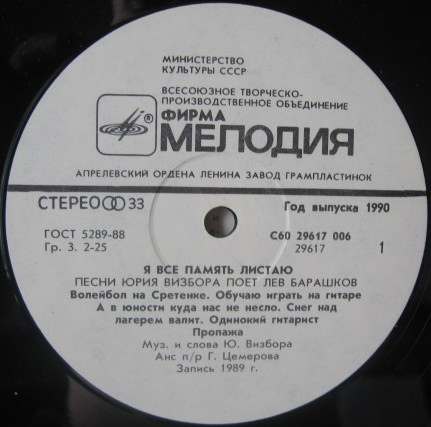 МИНИСТЕРСТВО
КУЛЬТУРЫ СССР
ВСЕСОЮЗНОЕ ТВОРЧЕСКО-
ПРОИЗВОДСТВЕННОЕ ОБЪЕДИНЕНИЕ
® ФИРМА
МЕЛОДИЯ
АПРЕЛЕВСКИЙ ОРДЕНА ЛЕНИНА ЗАВОД ГРАМПЛАСТИНОК
СТЕРЕО 33 Год выпуска 1990
ГОСТ 5289-88 С60 29617 006
Гр. 3. 2-25 29617 1
Я ВСЕ ПАМЯТЬ ЛИСТАЮ
ПЕСНИ ЮРИЯ ВИЗБОРА ПОЕТ ЛЕВ БАРАШКОВ
Волейбол на Сретенке. Обучаю играть на гитаре
А в юности куда нас не несло. Снег над
лагерем валит. Одинокий гитарист
Пропажа
Муз. и слова Ю. Визбора
Анс п/р Г. Цемерова
Запись 1989 г.